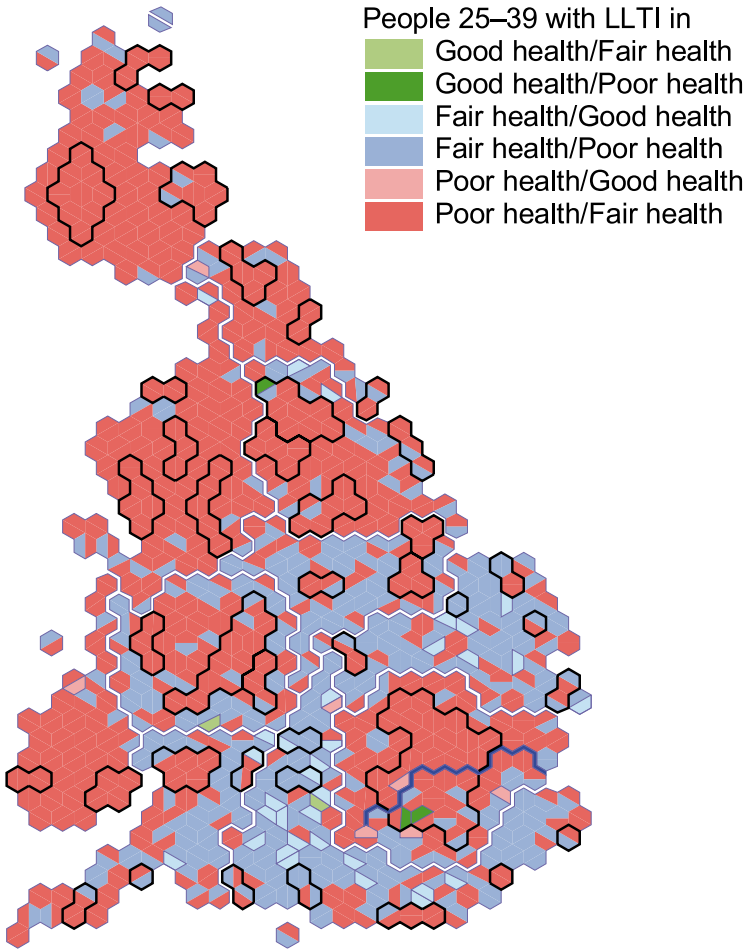 People 25–39 with LLTI in
Good health/Fair health
Good health/Poor health
Fair health/Good health
Fair health/Poor health
Poor health/Good health
Poor health/Fair health